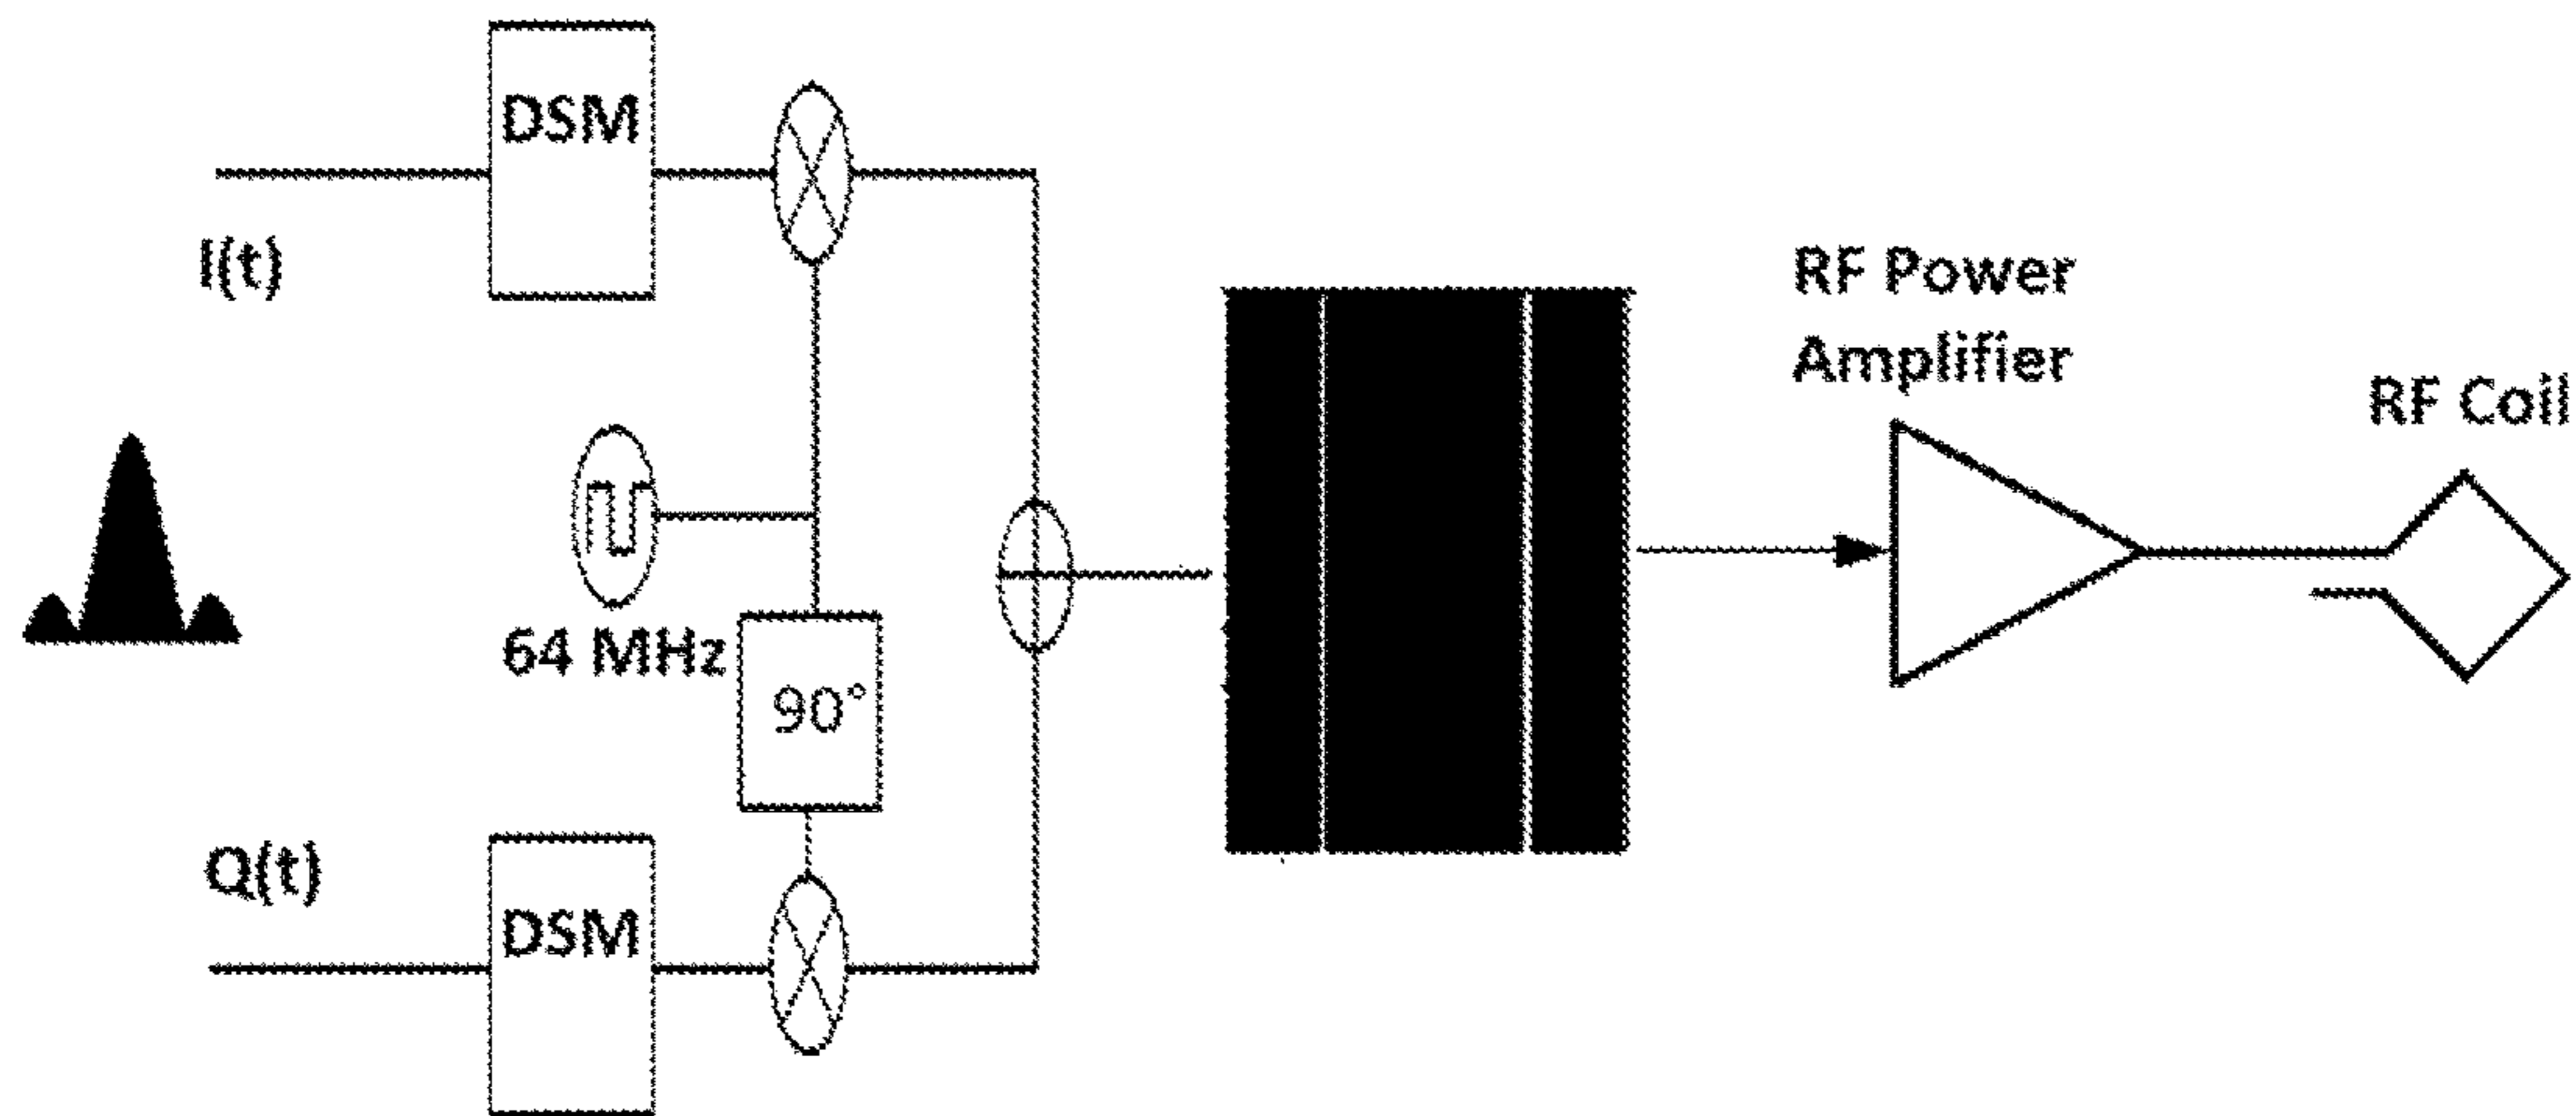 DSM
I(t)
RF Power
Amplifier
RF Coil
64 MHz
90°
Q(t)
DSM